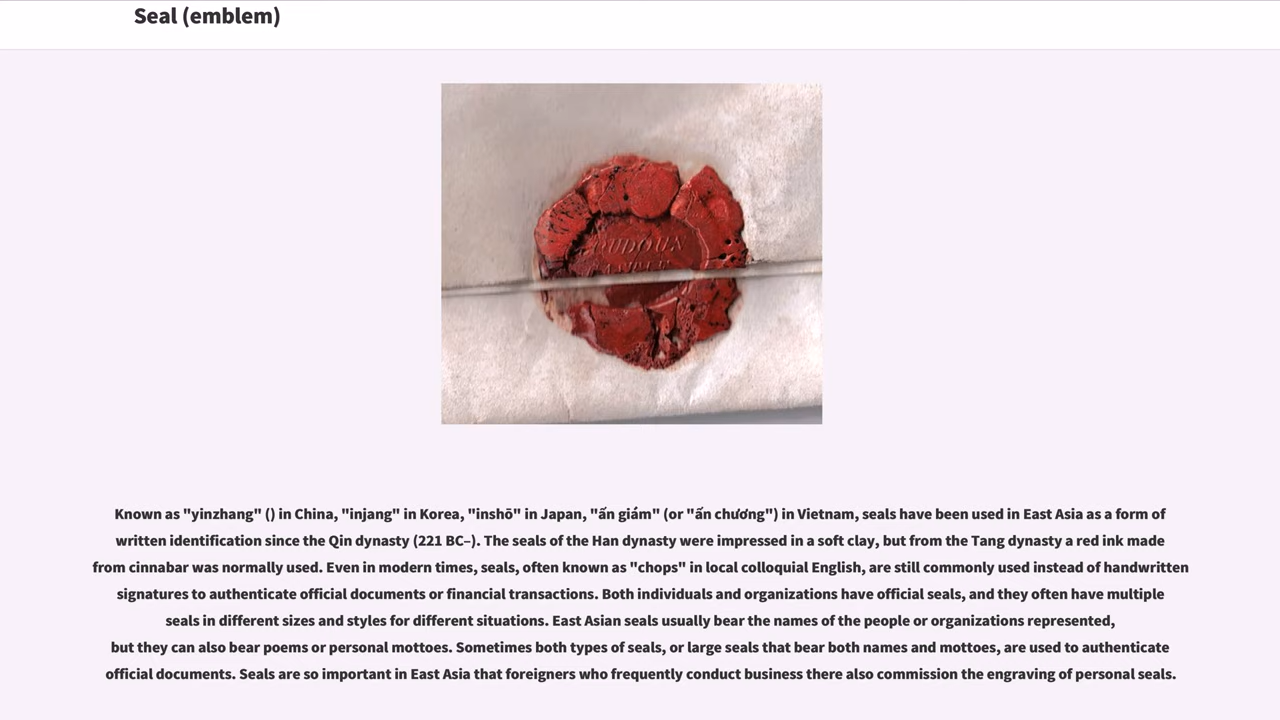 Seal (emblem)
Known as "yinzhang" () in China, "injang" in Korea, "inshō" in Japan, "ấn giám" (or "ấn chương") in Vietnam, seals have been used in East Asia as a form of
written identification since the Qin dynasty (221 BC–). The seals of the Han dynasty were impressed in a soft clay, but from the Tang dynasty a red ink made
from cinnabar was normally used. Even in modern times, seals, often known as "chops" in local colloquial English, are still commonly used instead of handwritten
signatures to authenticate official documents or financial transactions. Both individuals and organizations have official seals, and they often have multiple
seals in different sizes and styles for different situations. East Asian seals usually bear the names of the people or organizations represented,
but they can also bear poems or personal mottoes. Sometimes both types of seals, or large seals that bear both names and mottoes, are used to authenticate
official documents. Seals are so important in East Asia that foreigners who frequently conduct business there also commission the engraving of personal seals.